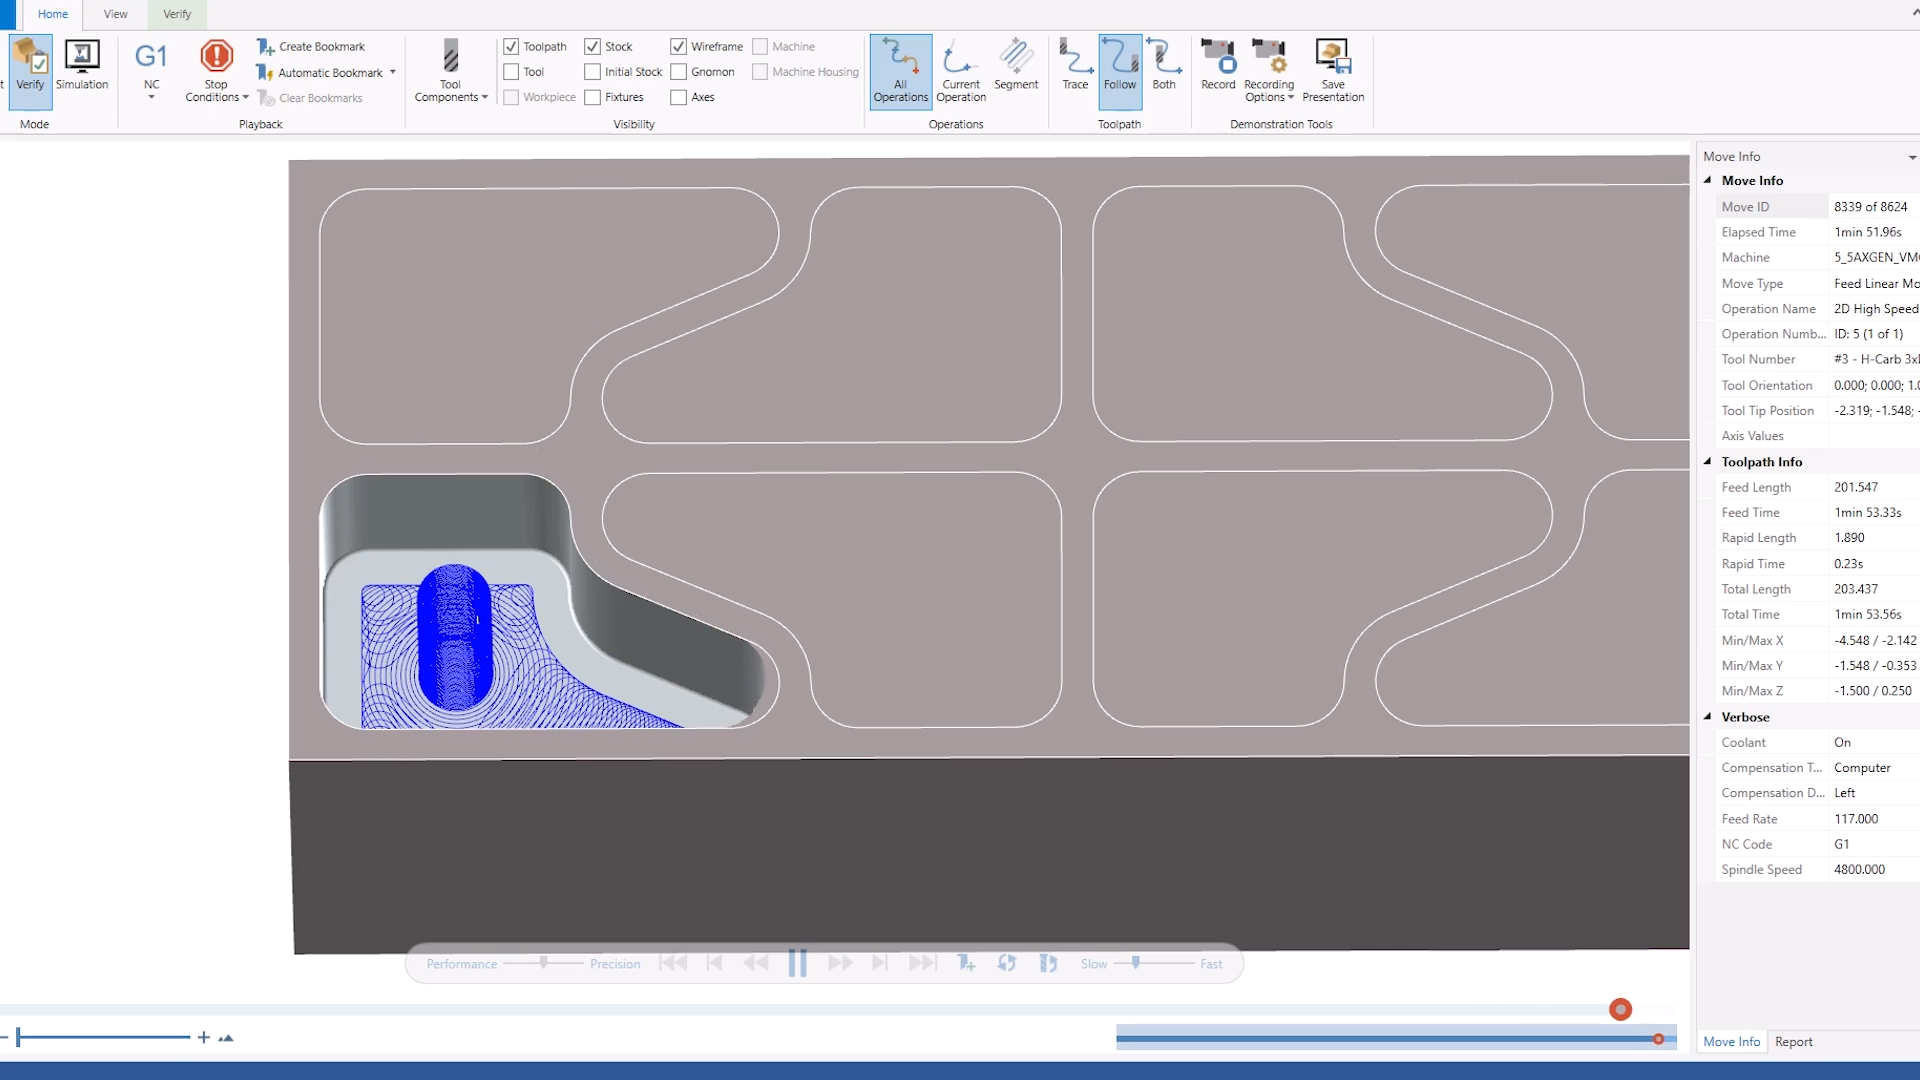 Home View Verify
Verify
Simulation
Mode
G1
NC
Stop
Conditions
Create Bookmark
Automatic Bookmark
Clear Bookmarks
Playback
Tool
Components
Toolpath Stock Wireframe Machine
Tool Initial Stock Gnomon Machine Housing
Workpiece Fixtures Axes
Visibility
All
Operations
Current
Operation
Segment
Operations
Trace
Follow
Both
Toolpath
Record
Recording
Options
Save
Presentation
Demonstration Tools
Move Info
Move Info
Move ID 8339 of 8624
Elapsed Time 1min 51.96s
Machine 5_5AXGEN_VM
Move Type Feed Linear Mo
Operation Name 2D High Speed
Operation Numb... ID: 5 (1 of 1)
Tool Number #3 - H-Carb 3x
Tool Orientation 0.000; 0.000; 1.0
Tool Tip Position -2.319; -1.548; -
Axis Values
Toolpath Info
Feed Length 201.547
Feed Time 1min 53.33s
Rapid Length 1.890
Rapid Time 0.23s
Total Length 203.437
Total Time 1min 53.56s
Min/Max X -4.548 / -2.142
Min/Max Y -1.548 / -0.353
Min/Max Z -1.500 / 0.250
Verbose
Coolant On
Compensation T... Computer
Compensation D... Left
Feed Rate 117.000
NC Code G1
Spindle Speed 4800.000
Performance Precision Slow Fast
Move Info Report